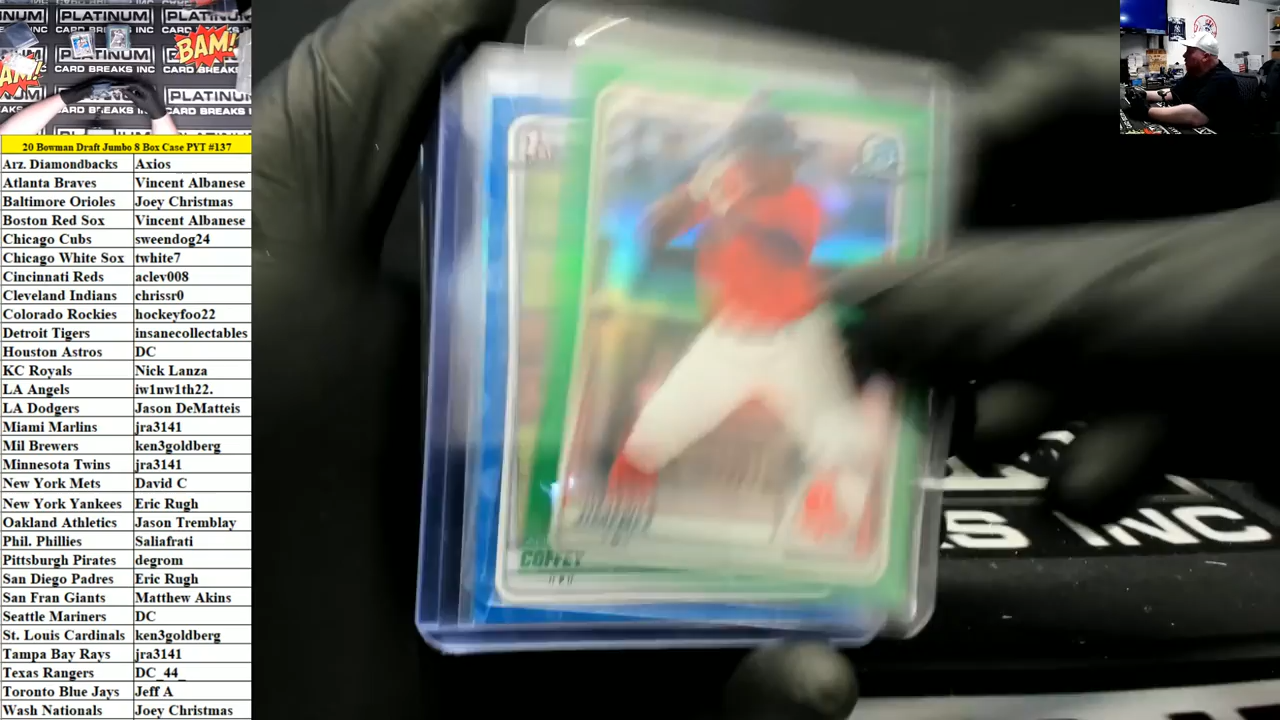 PLATINUM
CARD BREAKS INC
BAM!
PLATINUM
CARD BREAKS INC
20 Bowman Draft Jumbo 8 Box Case PYT #137
Arz. Diamondbacks Axios
Atlanta Braves Vincent Albanese
Baltimore Orioles Joey Christmas
Boston Red Sox Vincent Albanese
Chicago Cubs sweendog24
Chicago White Sox twhite7
Cincinnati Reds aclev008
Cleveland Indians chrissr0
Colorado Rockies hockeyfoo22
Detroit Tigers insanecollectables
Houston Astros DC
KC Royals Nick Lanza
LA Angels iw1nw1th22.
LA Dodgers Jason DeMatteis
Miami Marlins jra3141
Mil Brewers ken3goldberg
Minnesota Twins jra3141
New York Mets David C
New York Yankees Eric Rugh
Oakland Athletics Jason Tremblay
Phil. Phillies Saliafrati
Pittsburgh Pirates degrom
San Diego Padres Eric Rugh
San Fran Giants Matthew Akins
Seattle Mariners DC
St. Louis Cardinals ken3goldberg
Tampa Bay Rays jra3141
Texas Rangers DC_44_
Toronto Blue Jays Jeff A
Wash Nationals Joey Christmas
COFFEY
INC